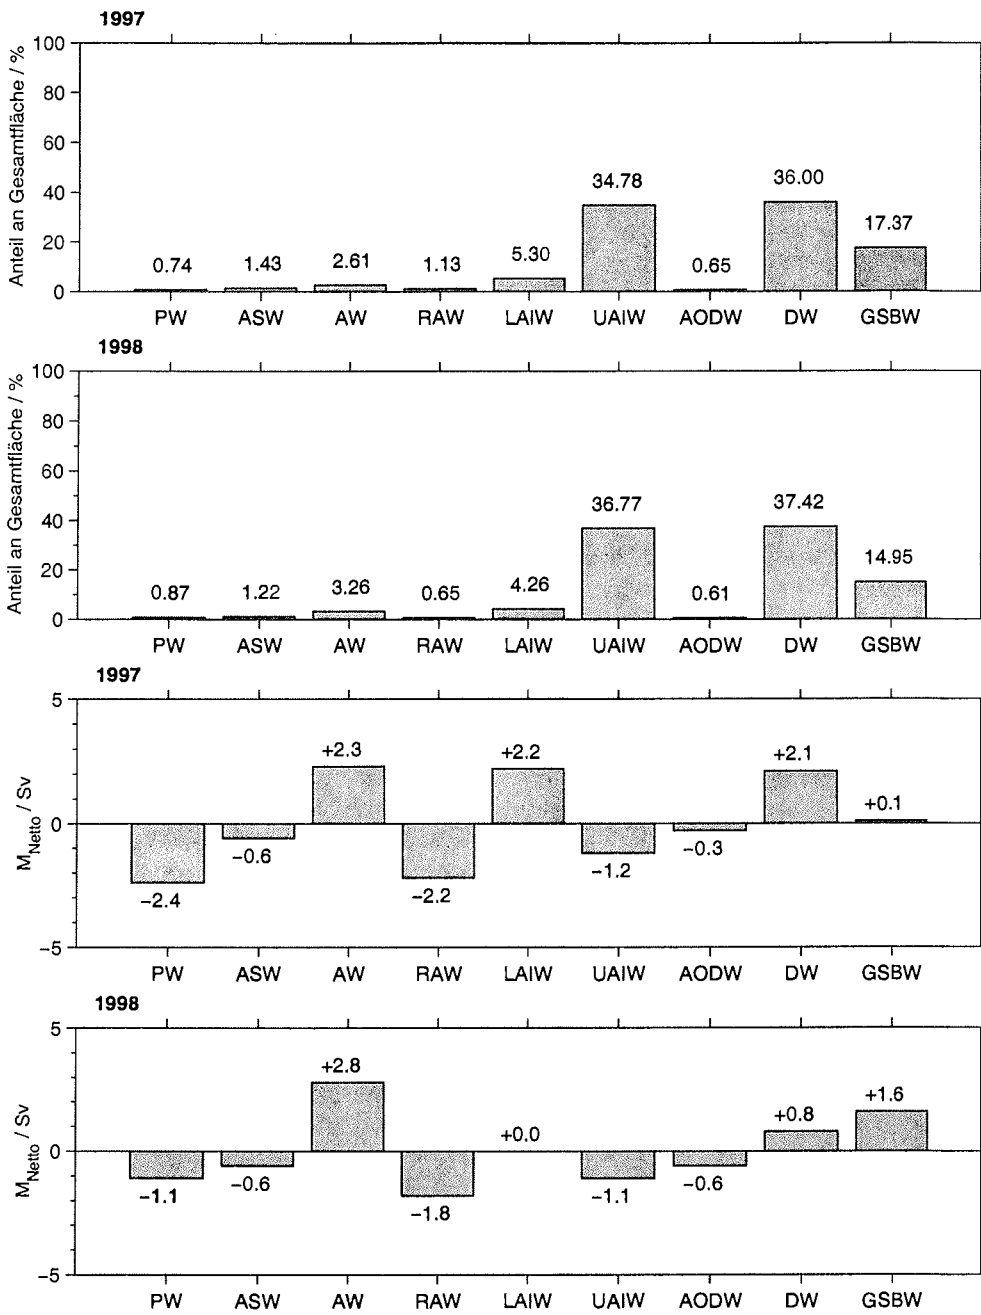 1997
Anteil an Gesamtfläche / %
100
80
60
40
20
0
0.74 1.43 2.61 1.13 5.30 34.78 0.65 36.00 17.37
PW ASW AW RAW LAIW UAIW AODW DW GSBW
1998
Anteil an Gesamtfläche / %
100
80
60
40
20
0
0.87 1.22 3.26 0.65 4.26 36.77 0.61 37.42 14.95
PW ASW AW RAW LAIW UAIW AODW DW GSBW
1997
M_Netto / Sv
5
0
−5
−2.4 −0.6 +2.3 −2.2 +2.2 −1.2 −0.3 +2.1 +0.1
PW ASW AW RAW LAIW UAIW AODW DW GSBW
1998
M_Netto / Sv
5
0
−5
−1.1 −0.6 +2.8 −1.8 +0.0 −1.1 −0.6 +0.8 +1.6
PW ASW AW RAW LAIW UAIW AODW DW GSBW